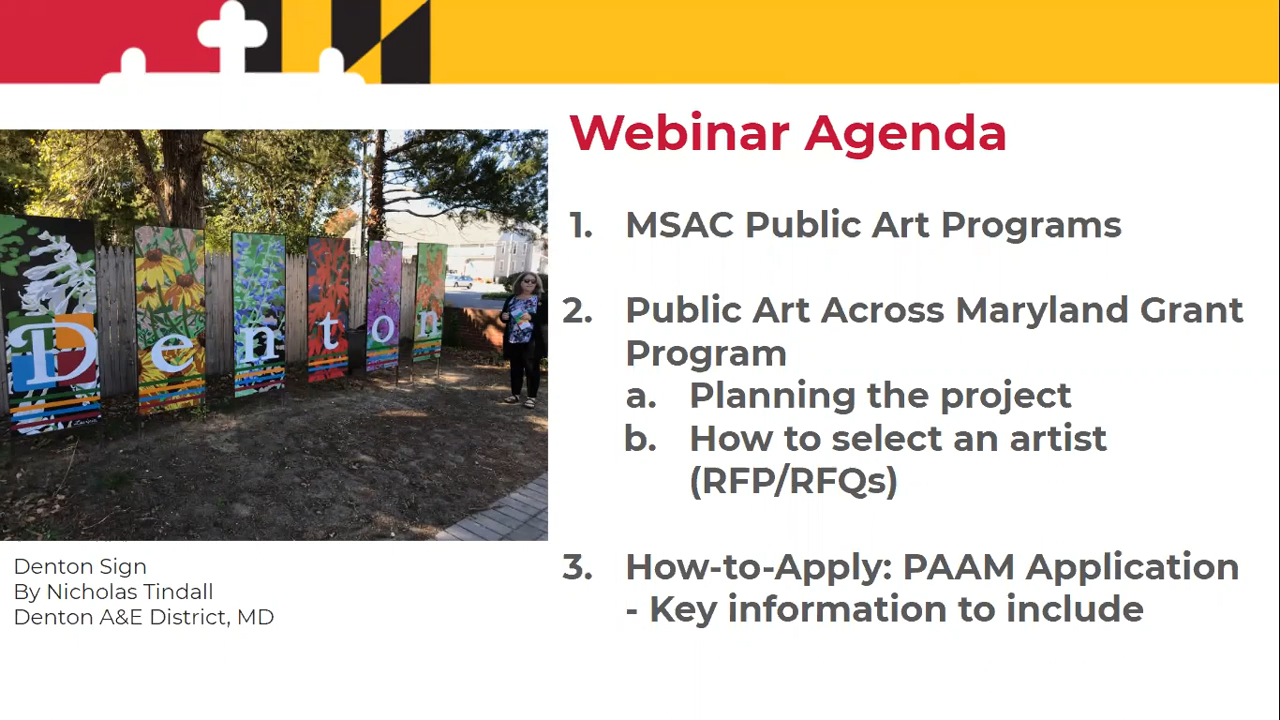 Webinar Agenda
1. MSAC Public Art Programs
2. Public Art Across Maryland Grant
Program
a. Planning the project
b. How to select an artist
(RFP/RFQs)
3. How-to-Apply: PAAM Application
- Key information to include
Denton
Denton Sign
By Nicholas Tindall
Denton A&E District, MD